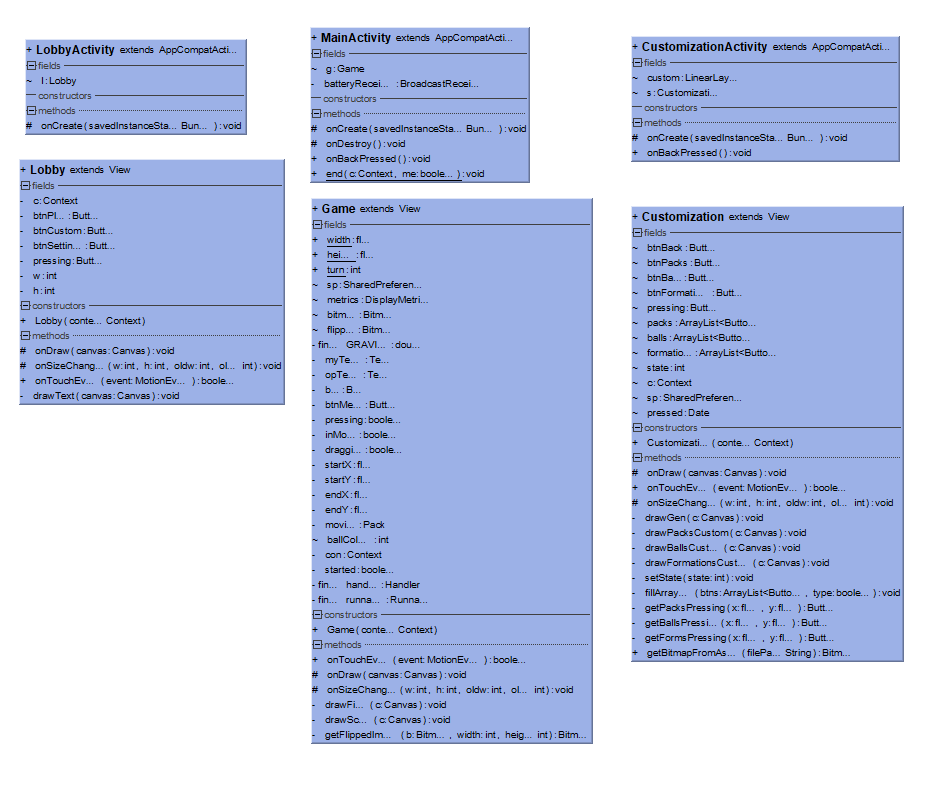 + LobbyActivity extends AppCompatActi...
fields
~ l:Lobby
constructors
methods
# onCreate(savedInstanceSta... Bun... ):void
+ Lobby extends View
fields
- c:Context
- btnPl... :Butt...
- btnCustom:Butt...
- btnSettin... :Butt...
- pressing:Butt...
- w:int
- h:int
constructors
+ Lobby(conte... Context)
methods
# onDraw(canvas:Canvas):void
# onSizeChang... (w:int, h:int, oldw:int, ol... int):void
+ onTouchEv... (event:MotionEv... ):boole...
- drawText(canvas:Canvas):void
+ MainActivity extends AppCompatActi...
fields
~ g:Game
- batteryRecei... :BroadcastRecei...
constructors
methods
# onCreate(savedInstanceSta... Bun... ):void
# onDestroy():void
+ onBackPressed():void
+ end(c:Context, me:boole... ):void
+ Game extends View
fields
+ width:fl...
+ hei... :fl...
+ turn:int
~ sp:SharedPreferen...
~ metrics:DisplayMetri...
~ bitm... :Bitm...
~ flipp... :Bitm...
- fin... GRAVI... :dou...
- myTe... :Te...
- opTe... :Te...
- b... :B...
- btnMe... :Butt...
- pressing:boole...
- inMo... :boole...
- draggi... :boole...
- startX:fl...
- startY:fl...
- endX:fl...
- endY:fl...
- movi... :Pack
~ ballCol... :int
- con:Context
- started:boole...
- fin... hand... :Handler
- fin... runna... :Runna...
constructors
+ Game(conte... Context)
methods
+ onTouchEv... (event:MotionEv... ):boole...
# onDraw(canvas:Canvas):void
# onSizeChang... (w:int, h:int, oldw:int, ol... int):void
- drawFi... (c:Canvas):void
- drawSc... (c:Canvas):void
- getFlippedIm... (b:Bitm... , width:int, heig... int):Bitm...
+ CustomizationActivity extends AppCompatActi...
fields
~ custom:LinearLay...
~ s:Customizati...
constructors
methods
# onCreate(savedInstanceSta... Bun... ):void
+ onBackPressed():void
+ Customization extends View
fields
~ btnBack:Butt...
~ btnPacks:Butt...
~ btnBa... :Butt...
~ btnFormati... :Butt...
~ pressing:Butt...
~ packs:ArrayList<Butto...
~ balls:ArrayList<Butto...
~ formatio... :ArrayList<Butto...
~ state:int
~ c:Context
~ sp:SharedPreferen...
~ pressed:Date
constructors
+ Customizati... (conte... Context)
methods
# onDraw(canvas:Canvas):void
+ onTouchEv... (event:MotionEv... ):boole...
# onSizeChang... (w:int, h:int, oldw:int, ol... int):void
- drawGen(c:Canvas):void
- drawPacksCustom(c:Canvas):void
- drawBallsCust... (c:Canvas):void
- drawFormationsCust... (c:Canvas):void
- setState(state:int):void
- fillArray... (btns:ArrayList<Butto... , type:boole... ):void
- getPacksPressing(x:fl... , y:fl... ):Butt...
- getBallsPressi... (x:fl... , y:fl... ):Butt...
- getFormsPressing(x:fl... , y:fl... ):Butt...
+ getBitmapFromAs... (filePa... String):Bitm...